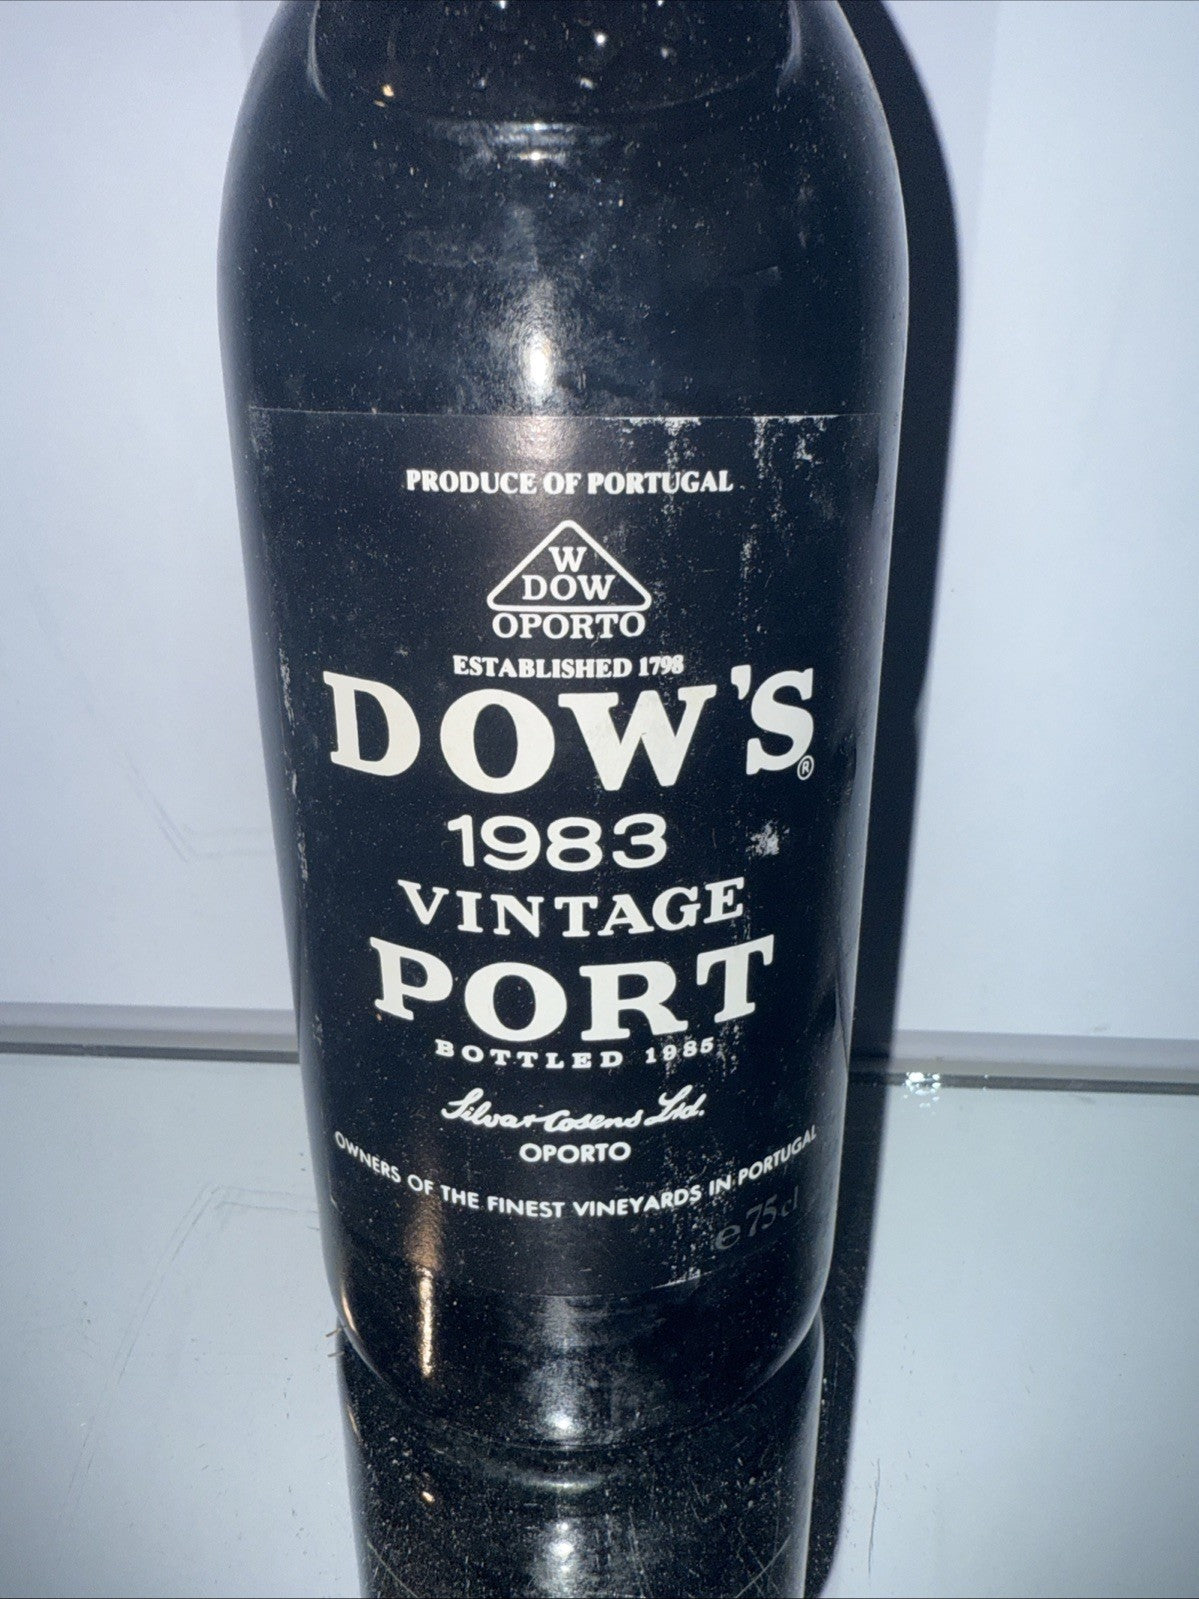 PRODUCE OF PORTUGAL
W
DOW
OPORTO
ESTABLISHED 1798
DOW'S®
1983
VINTAGE
PORT
BOTTLED 1985
Silva & Cosens Ltd.
OPORTO
OWNERS OF THE FINEST VINEYARDS IN PORTUGAL
e 75 cl